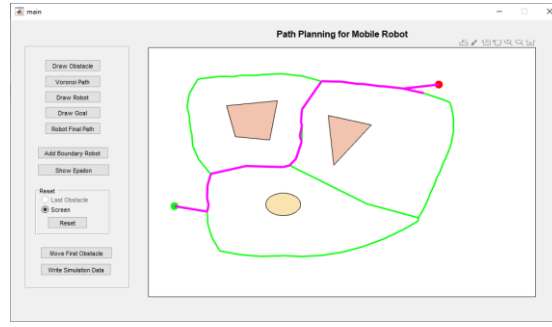 main
Path Planning for Mobile Robot
Draw Obstacle
Voronoi Path
Draw Robot
Draw Goal
Robot Final Path
Add Boundary Robot
Show Epsilon
Reset
Last Obstacle
Screen
Reset
Move First Obstacle
Write Simulation Data